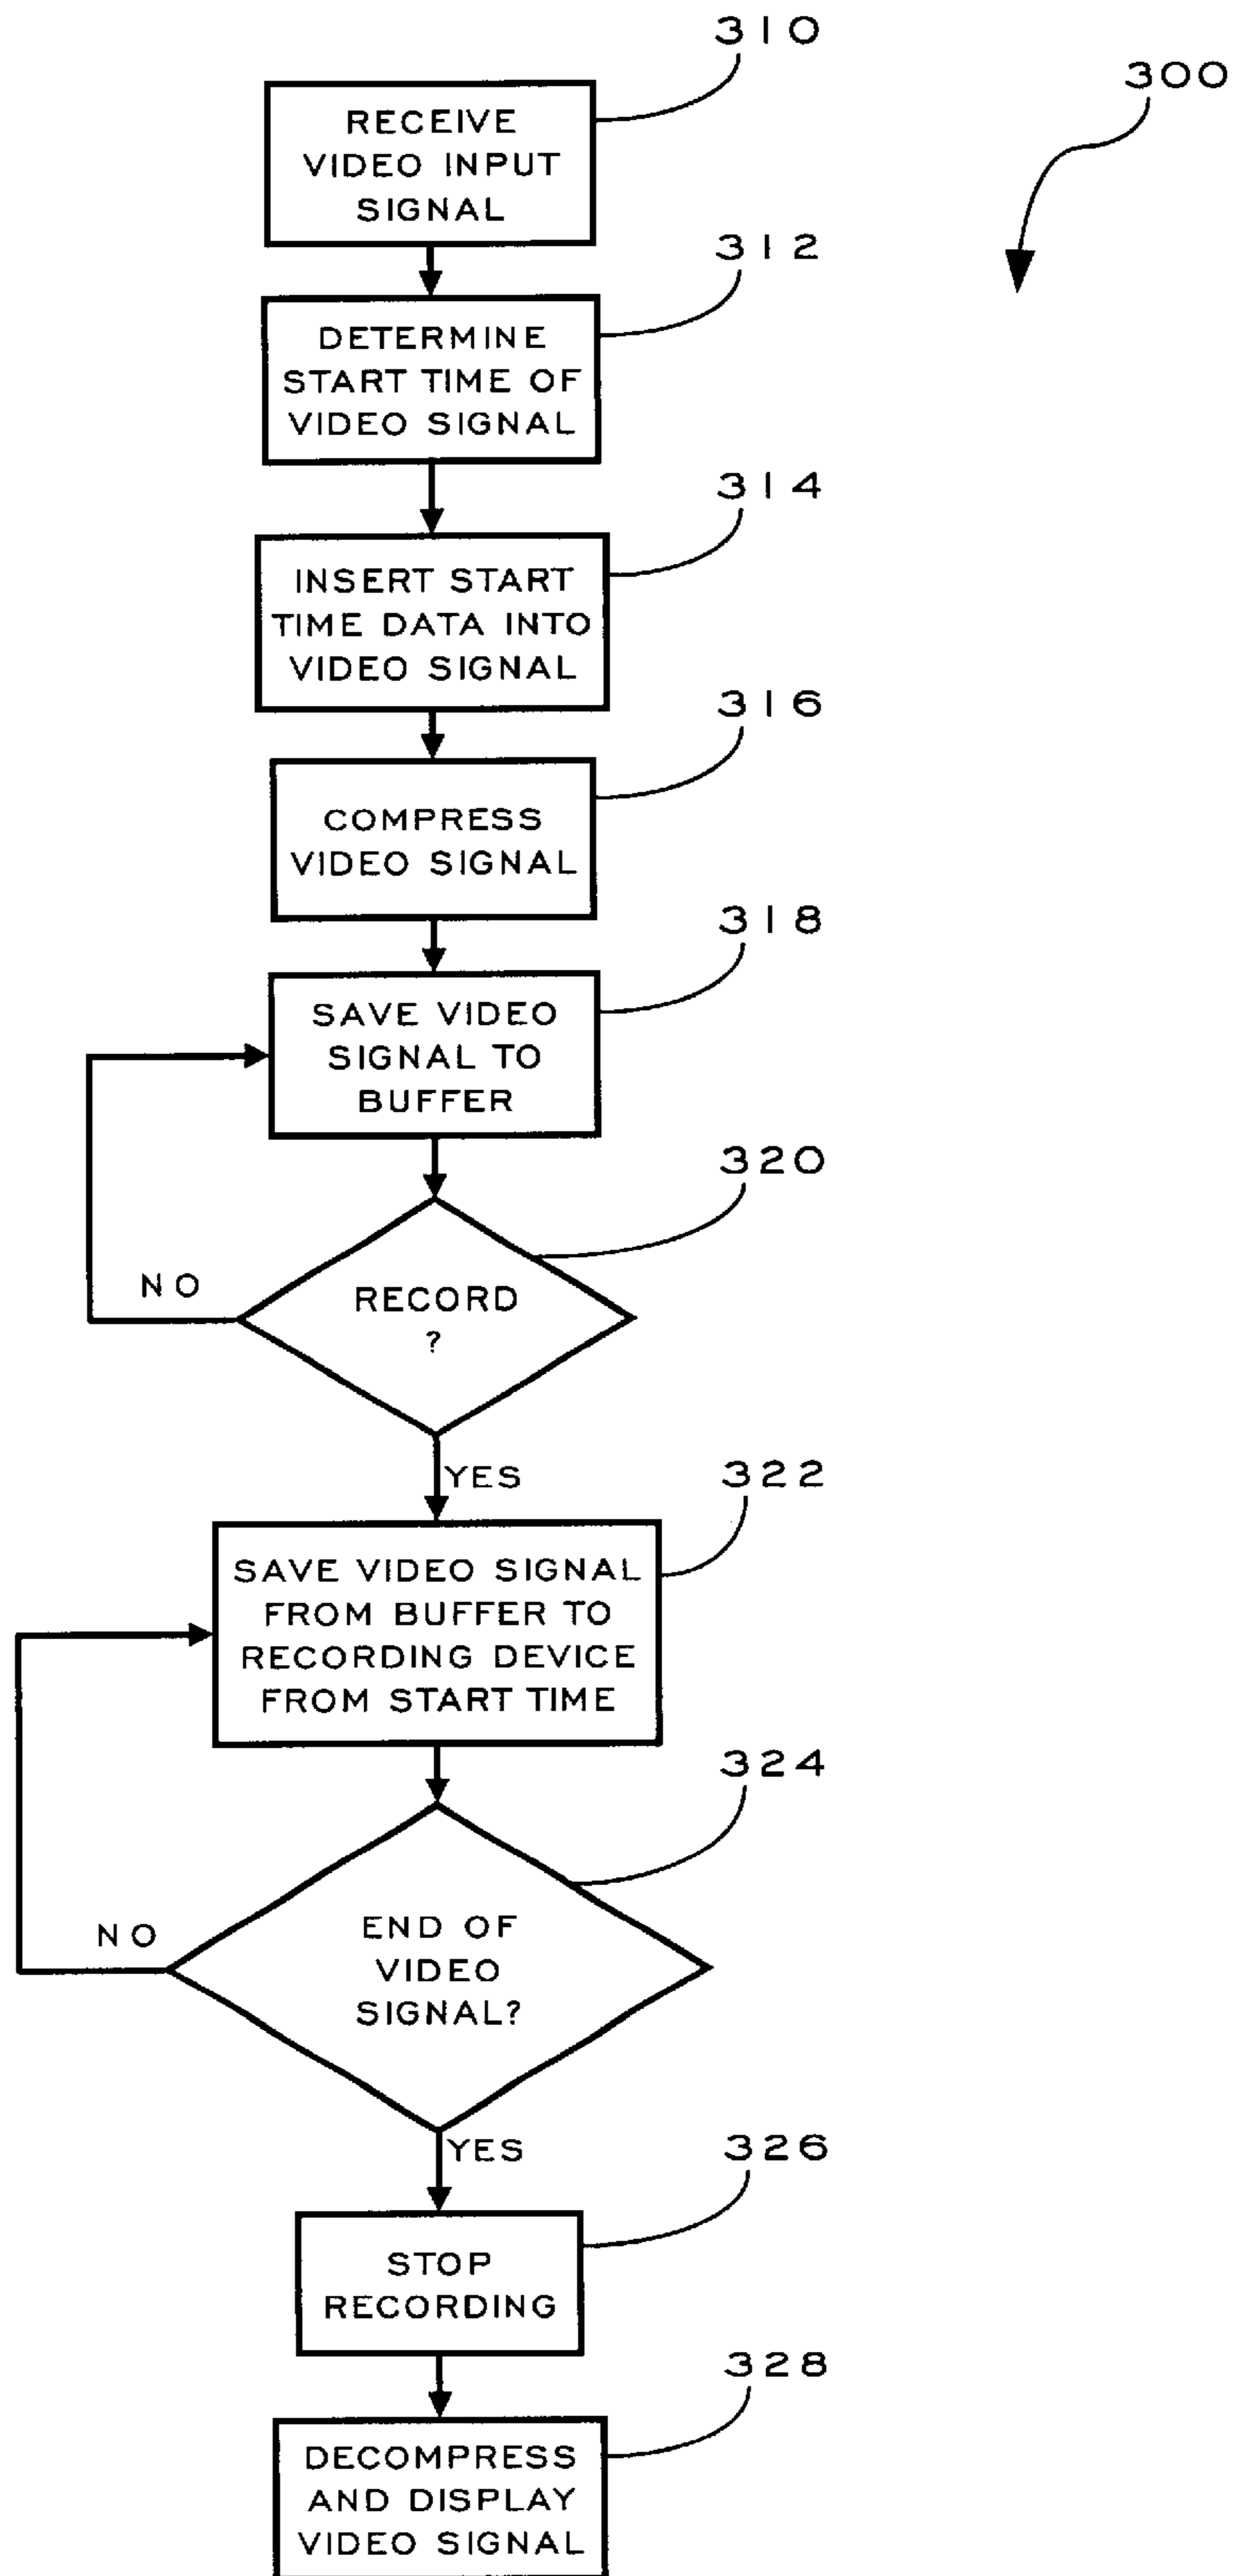 310
300
RECEIVE
VIDEO INPUT
SIGNAL
312
DETERMINE
START TIME OF
VIDEO SIGNAL
314
INSERT START
TIME DATA INTO
VIDEO SIGNAL
316
COMPRESS
VIDEO SIGNAL
318
SAVE VIDEO
SIGNAL TO
BUFFER
320
NO
RECORD
?
YES
322
SAVE VIDEO SIGNAL
FROM BUFFER TO
RECORDING DEVICE
FROM START TIME
324
NO
END OF
VIDEO
SIGNAL?
YES
326
STOP
RECORDING
328
DECOMPRESS
AND DISPLAY
VIDEO SIGNAL